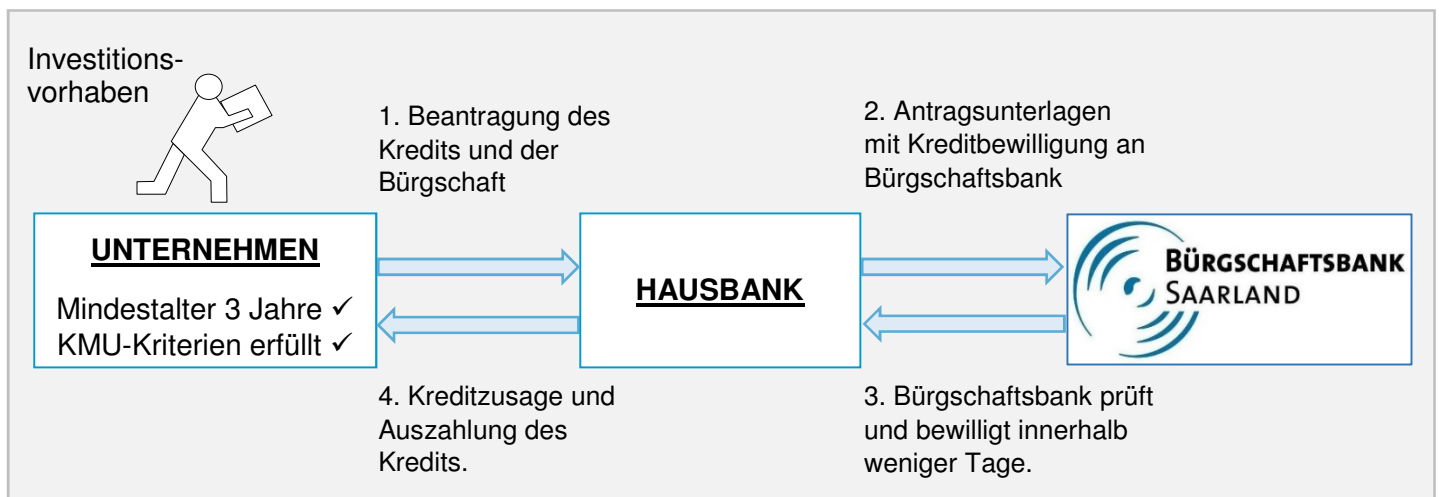 Investitions-
vorhaben
1. Beantragung des
Kredits und der
Bürgschaft
2. Antragsunterlagen
mit Kreditbewilligung an
Bürgschaftsbank
UNTERNEHMEN
Mindestalter 3 Jahre ✓
KMU-Kriterien erfüllt ✓
HAUSBANK
BÜRGSCHAFTSBANK
SAARLAND
4. Kreditzusage und
Auszahlung des
Kredits.
3. Bürgschaftsbank prüft
und bewilligt innerhalb
weniger Tage.